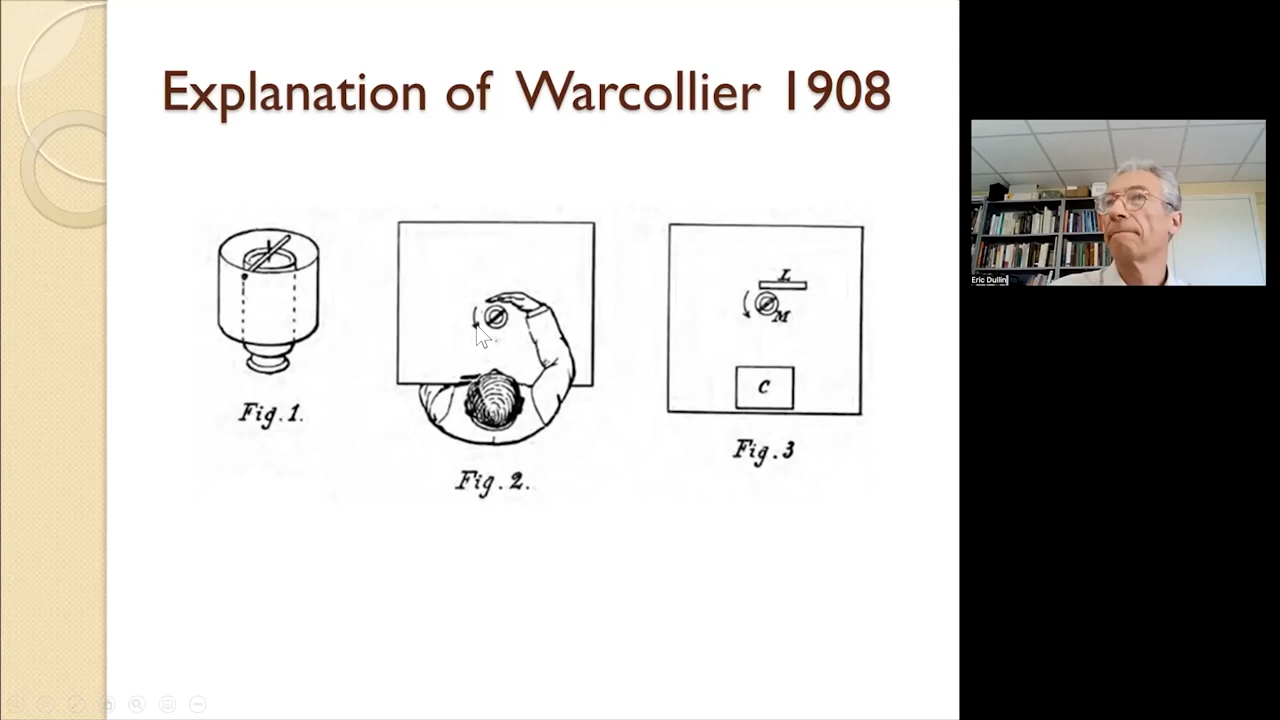 Explanation of Warcollier 1908
Fig.1.
Fig.2.
L
M
C
Fig.3
Eric Dullin